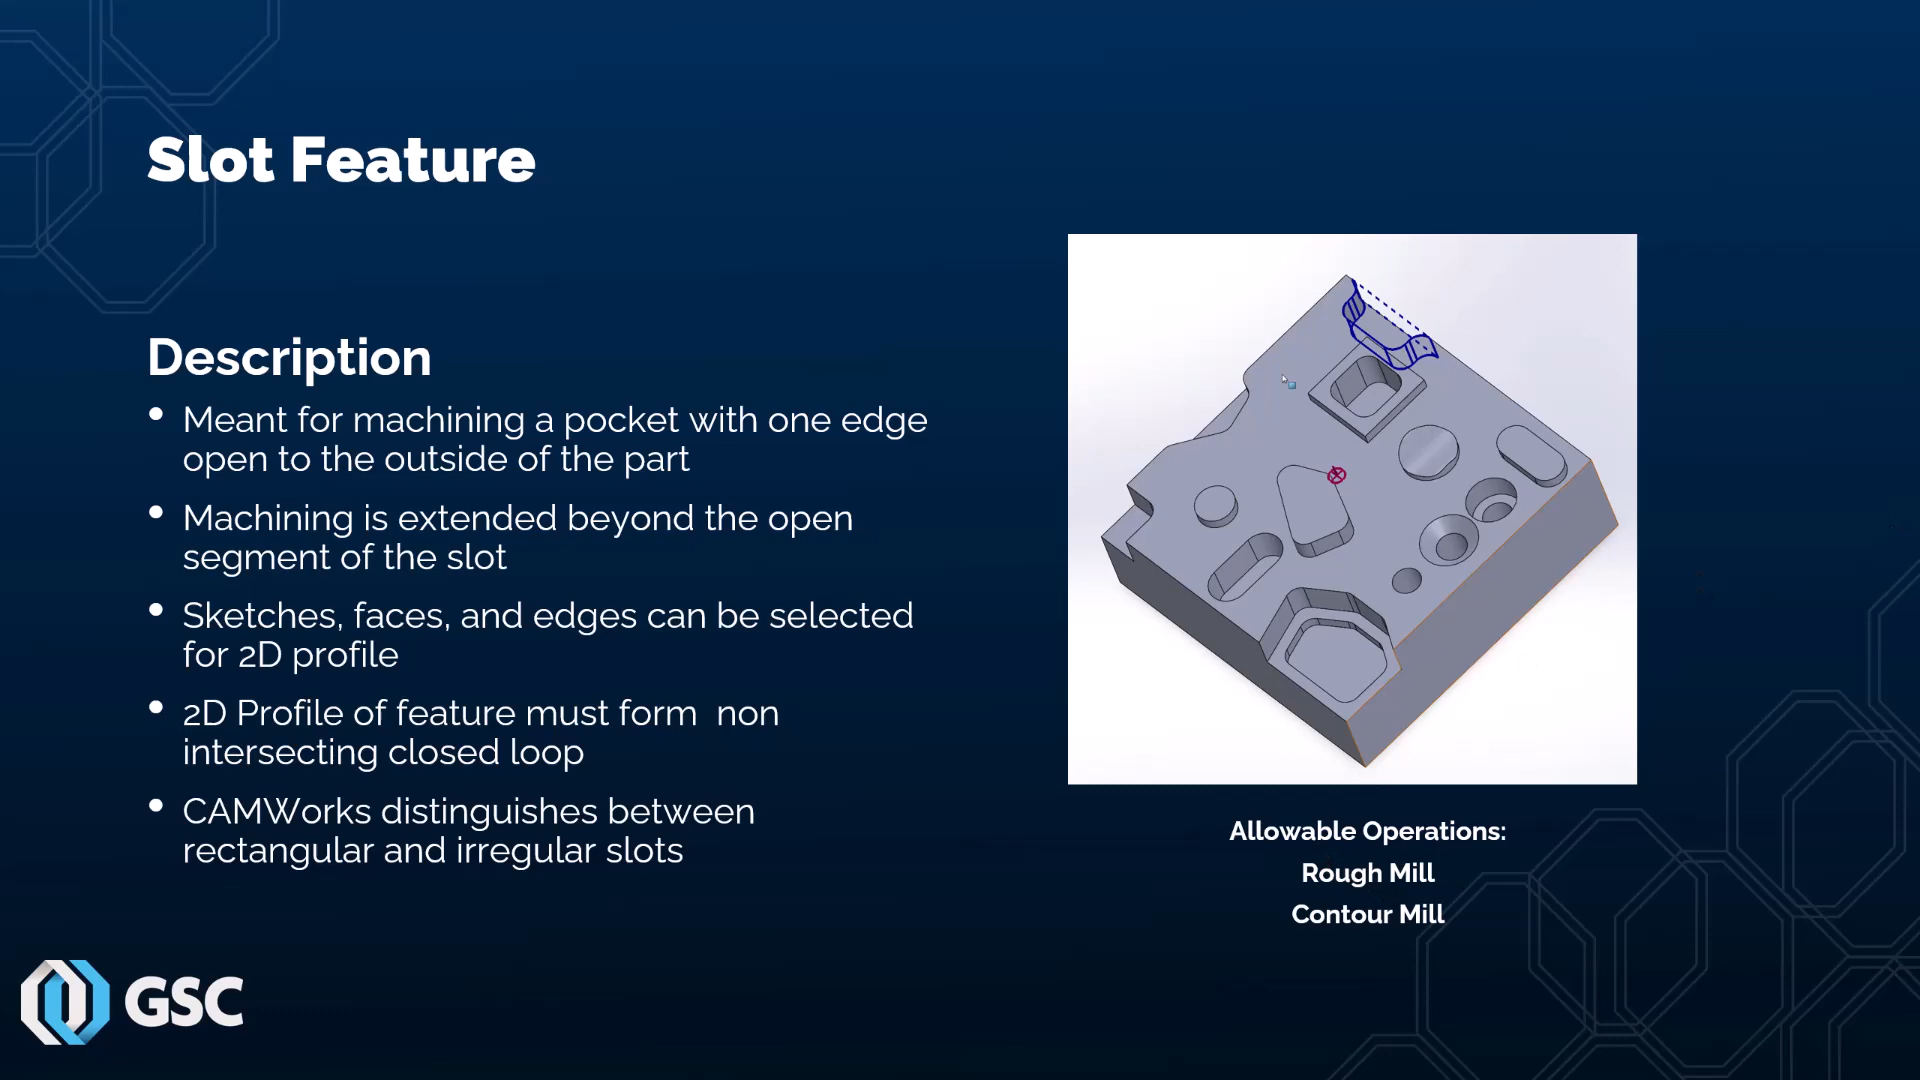 Slot Feature
Description
• Meant for machining a pocket with one edge
open to the outside of the part
• Machining is extended beyond the open
segment of the slot
• Sketches, faces, and edges can be selected
for 2D profile
• 2D Profile of feature must form  non
intersecting closed loop
• CAMWorks distinguishes between
rectangular and irregular slots
Allowable Operations:
Rough Mill
Contour Mill
GSC